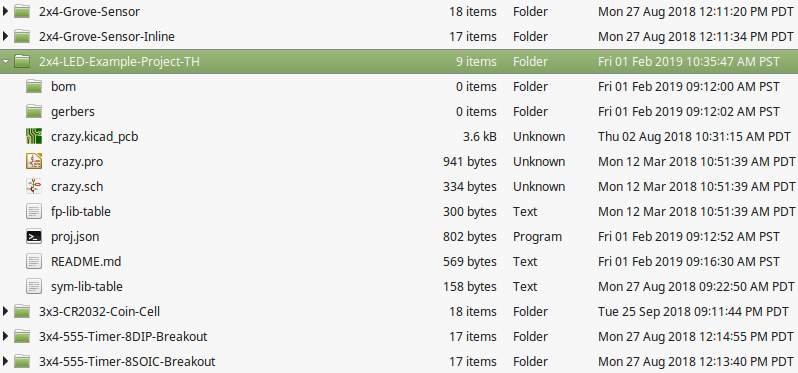 2x4-Grove-Sensor 18 items Folder Mon 27 Aug 2018 12:11:20 PM PDT
2x4-Grove-Sensor-Inline 17 items Folder Mon 27 Aug 2018 12:11:34 PM PDT
2x4-LED-Example-Project-TH 9 items Folder Fri 01 Feb 2019 10:35:47 AM PST
bom 0 items Folder Fri 01 Feb 2019 09:12:00 AM PST
gerbers 0 items Folder Fri 01 Feb 2019 09:12:02 AM PST
crazy.kicad_pcb 3.6 kB Unknown Thu 02 Aug 2018 10:31:15 AM PDT
crazy.pro 941 bytes Unknown Mon 12 Mar 2018 10:51:39 AM PDT
crazy.sch 334 bytes Unknown Mon 12 Mar 2018 10:51:39 AM PDT
fp-lib-table 300 bytes Text Mon 12 Mar 2018 10:51:39 AM PDT
proj.json 802 bytes Program Fri 01 Feb 2019 09:12:52 AM PST
README.md 569 bytes Text Fri 01 Feb 2019 09:16:30 AM PST
sym-lib-table 158 bytes Text Mon 27 Aug 2018 09:22:50 AM PDT
3x3-CR2032-Coin-Cell 18 items Folder Tue 25 Sep 2018 09:11:44 PM PDT
3x4-555-Timer-8DIP-Breakout 17 items Folder Mon 27 Aug 2018 12:14:55 PM PDT
3x4-555-Timer-8SOIC-Breakout 17 items Folder Mon 27 Aug 2018 12:13:40 PM PDT